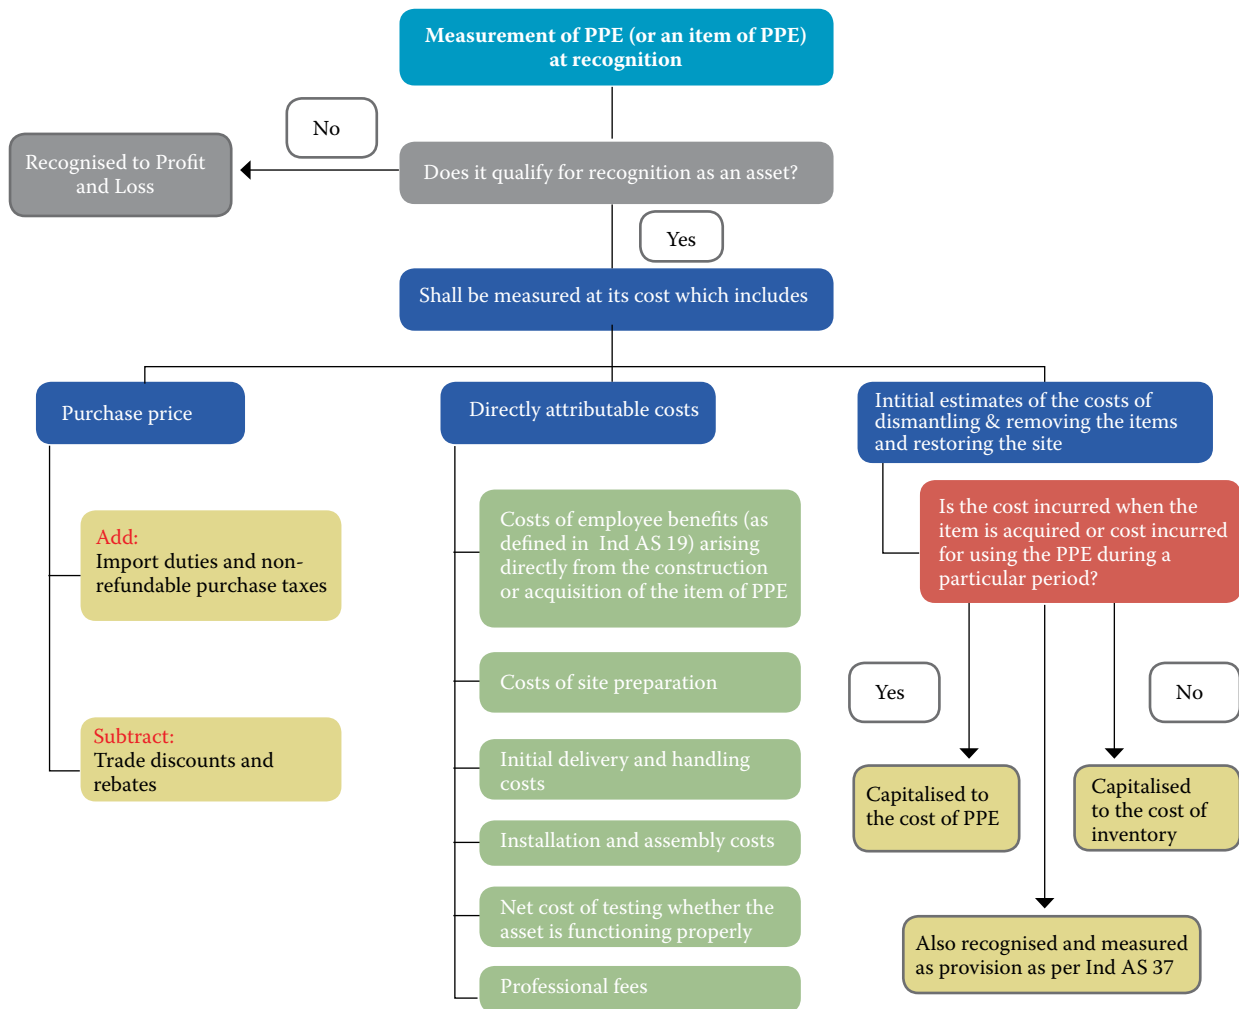 Measurement of PPE (or an item of PPE)
at recognition
No
Recognised to Profit
and Loss
Does it qualify for recognition as an asset?
Yes
Shall be measured at its cost which includes
Purchase price
Add:
Import duties and non-
refundable purchase taxes
Subtract:
Trade discounts and
rebates
Directly attributable costs
Costs of employee benefits (as
defined in Ind AS 19) arising
directly from the construction
or acquisition of the item of PPE
Costs of site preparation
Initial delivery and handling
costs
Installation and assembly costs
Net cost of testing whether the
asset is functioning properly
Professional fees
Intitial estimates of the costs of
dismantling & removing the items
and restoring the site
Is the cost incurred when the
item is acquired or cost incurred
for using the PPE during a
particular period?
Yes
No
Capitalised to
the cost of PPE
Capitalised
to the cost of
inventory
Also recognised and measured
as provision as per Ind AS 37